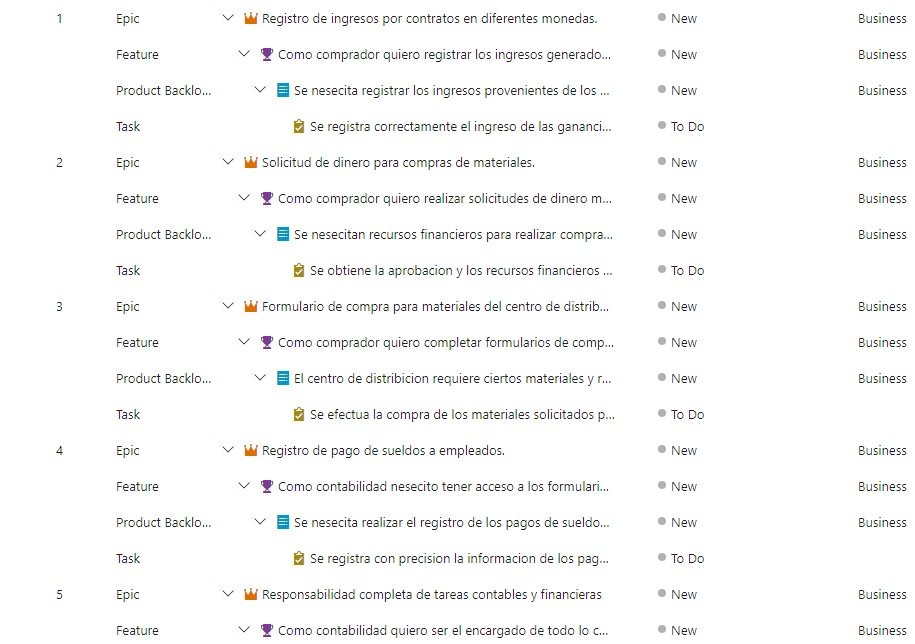 1 Epic Registro de ingresos por contratos en diferentes monedas. New Business
Feature Como comprador quiero registrar los ingresos generado... New Business
Product Backlo... Se nesecita registrar los ingresos provenientes de los ... New Business
Task Se registra correctamente el ingreso de las gananci... To Do
2 Epic Solicitud de dinero para compras de materiales. New Business
Feature Como comprador quiero realizar solicitudes de dinero m... New Business
Product Backlo... Se nesecitan recursos financieros para realizar compra... New Business
Task Se obtiene la aprobacion y los recursos financieros ... To Do
3 Epic Formulario de compra para materiales del centro de distrib... New Business
Feature Como comprador quiero completar formularios de comp... New Business
Product Backlo... El centro de distribicion requiere ciertos materiales y r... New Business
Task Se efectua la compra de los materiales solicitados p... To Do
4 Epic Registro de pago de sueldos a empleados. New Business
Feature Como contabilidad nesecito tener acceso a los formulari... New Business
Product Backlo... Se nesecita realizar el registro de los pagos de sueldo... New Business
Task Se registra con precision la informacion de los pag... To Do
5 Epic Responsabilidad completa de tareas contables y financieras New Business
Feature Como contabilidad quiero ser el encargado de todo lo c... New Business